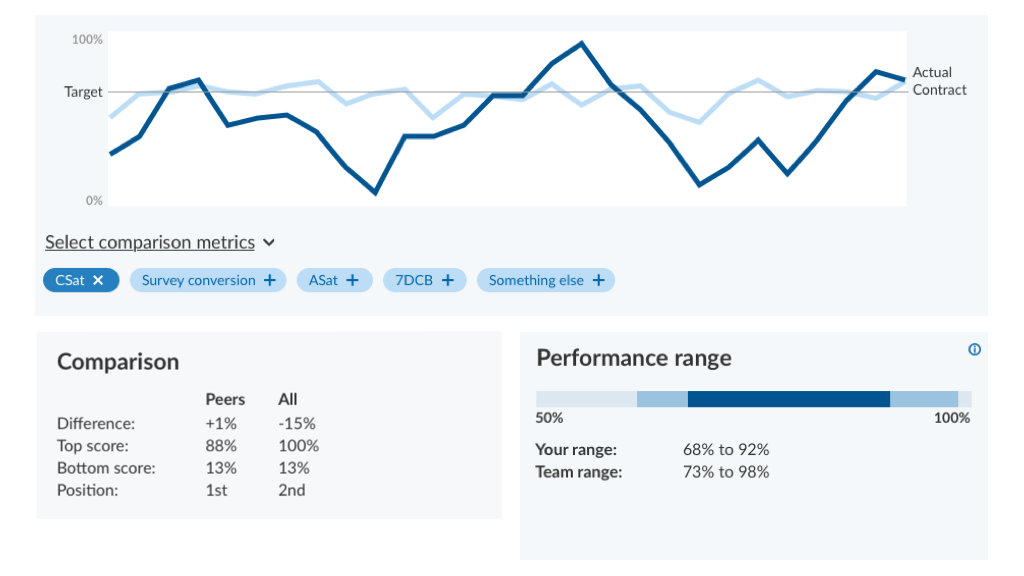 100%
Target
0%
Actual
Contract
Select comparison metrics
CSat
Survey conversion
ASat
7DCB
Something else
Comparison
Peers All
Difference: +1% -15%
Top score: 88% 100%
Bottom score: 13% 13%
Position: 1st 2nd
Performance range
50% 100%
Your range: 68% to 92%
Team range: 73% to 98%